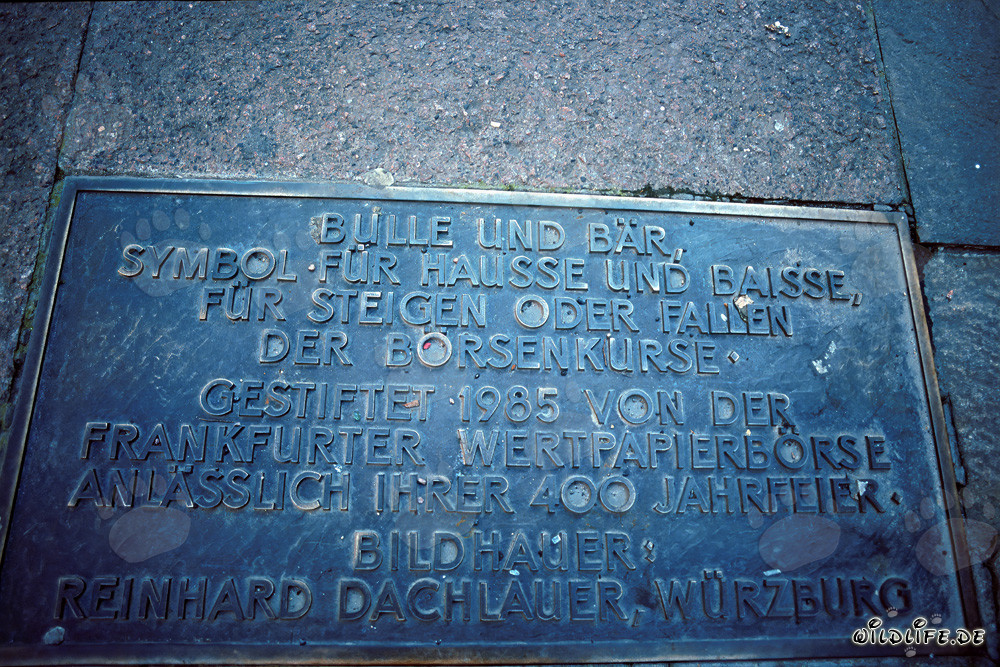 BULLE UND BÄR,
SYMBOL FÜR HAUSSE UND BAISSE,
FÜR STEIGEN ODER FALLEN
DER BÖRSENKURSE.
GESTIFTET 1985 VON DER
FRANKFURTER WERTPAPIERBÖRSE
ANLÄSSLICH IHRER 400 JAHRFEIER.
BILDHAUER:
REINHARD DACHLAUER, WÜRZBURG
WiLDLiFE.DE